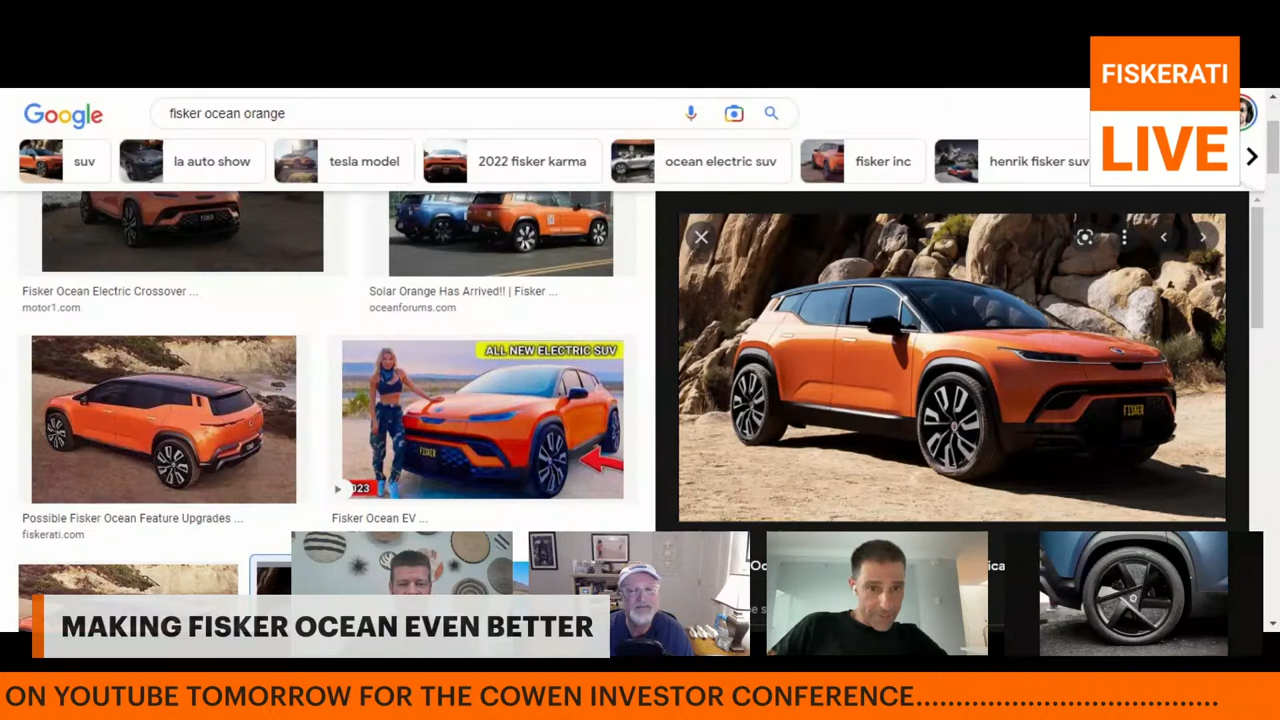 FISKERATI
LIVE
Google
fisker ocean orange
suv
la auto show
tesla model
2022 fisker karma
ocean electric suv
fisker inc
henrik fisker suv
Fisker Ocean Electric Crossover ...
motor1.com
Solar Orange Has Arrived!! | Fisker ...
oceanforums.com
ALL NEW ELECTRIC SUV
FISKER
FISKER
023
Possible Fisker Ocean Feature Upgrades ...
fiskerati.com
Fisker Ocean EV ...
MAKING FISKER OCEAN EVEN BETTER
ON YOUTUBE TOMORROW FOR THE COWEN INVESTOR CONFERENCE...............................